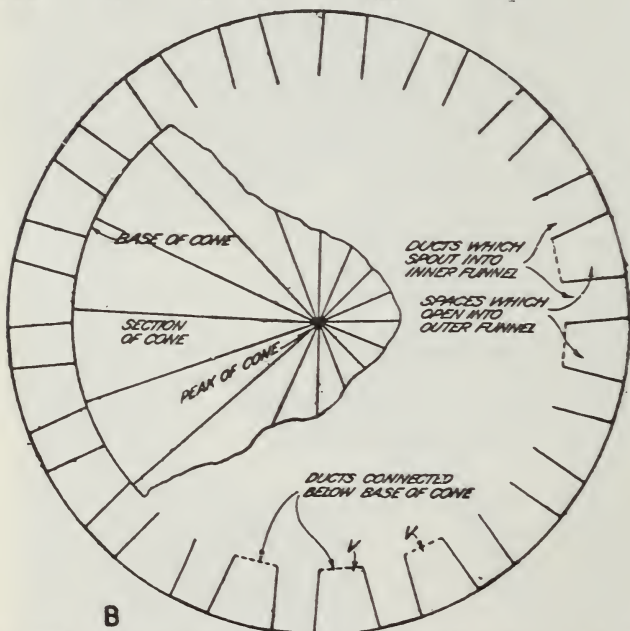 BASE OF CONE
DUCTS WHICH
SPOUT INTO
INNER FUNNEL
SPACES WHICH
OPEN INTO
OUTER FUNNEL
SECTION
OF CONE
PEAK OF CONE
DUCTS CONNECTED
BELOW BASE OF CONE
V
V
B